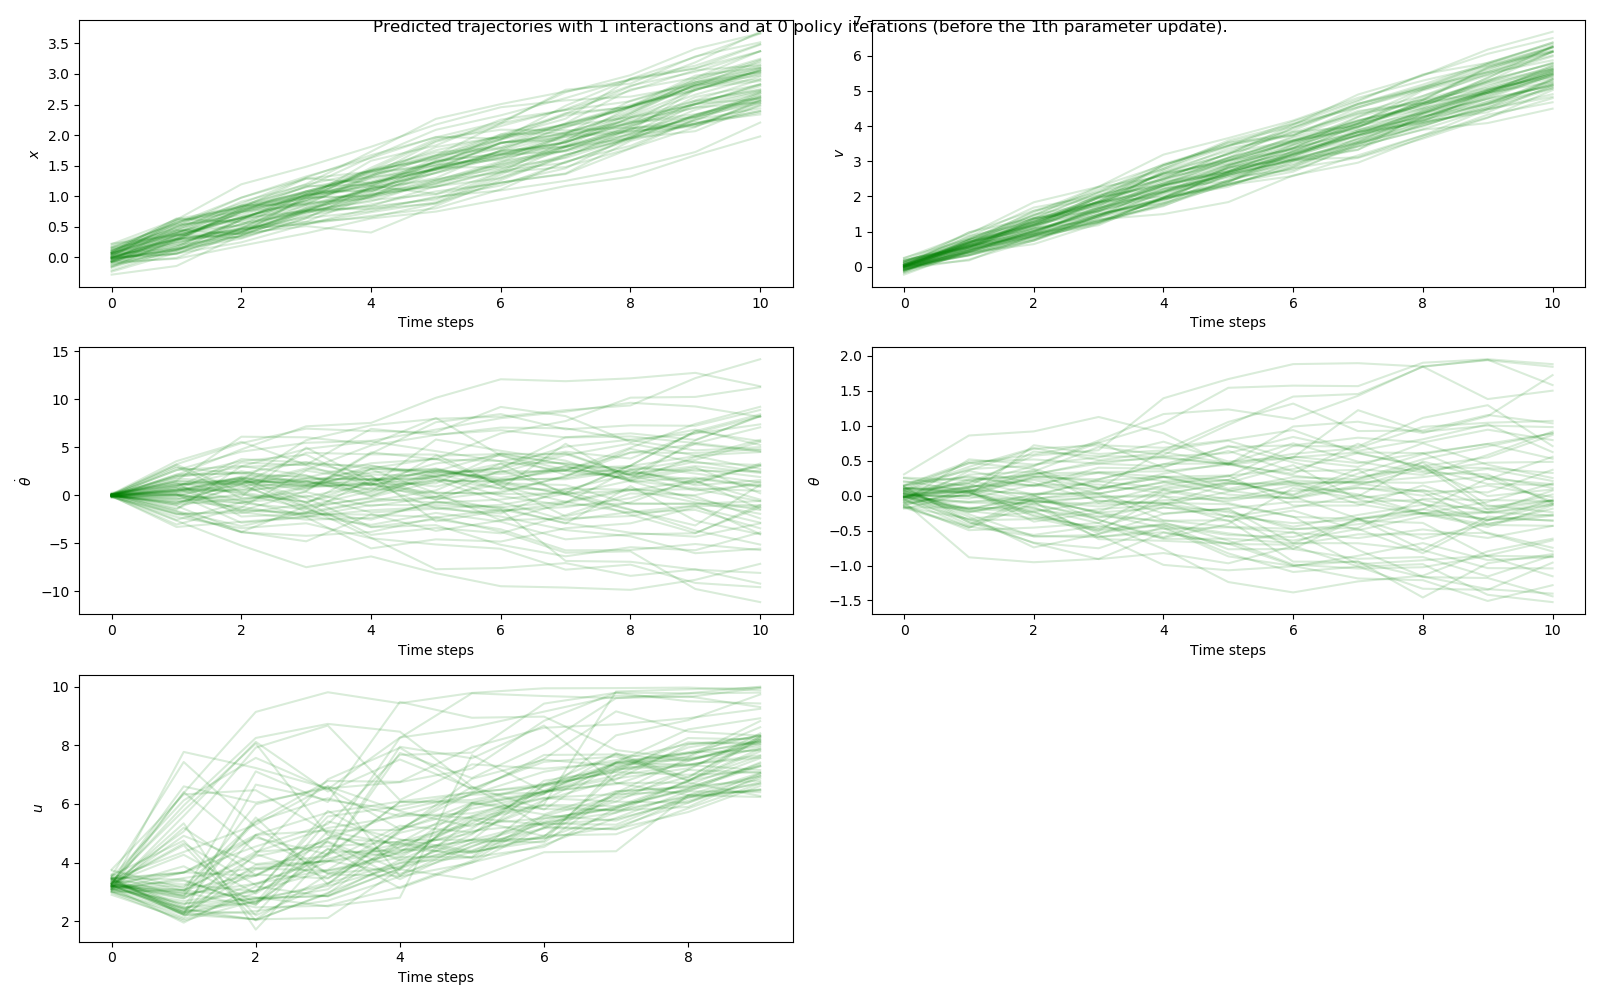 Predicted trajectories with 1 interactions and at 0 policy iterations (before the 1th parameter update).
3.5
3.0
2.5
2.0
1.5
1.0
0.5
0.0
x
0 2 4 6 8 10
Time steps
7
6
5
4
3
2
1
0
v
0 2 4 6 8 10
Time steps
15
10
5
0
−5
−10
θ̇
0 2 4 6 8 10
Time steps
2.0
1.5
1.0
0.5
0.0
−0.5
−1.0
−1.5
θ
0 2 4 6 8 10
Time steps
10
8
6
4
2
u
0 2 4 6 8
Time steps